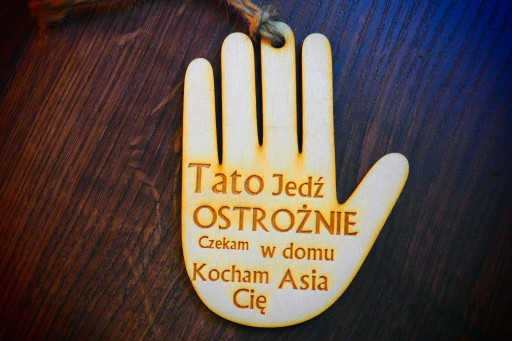 Tato Jedź
OSTROŻNIE
Czekam w domu
Kocham Asia
Cię